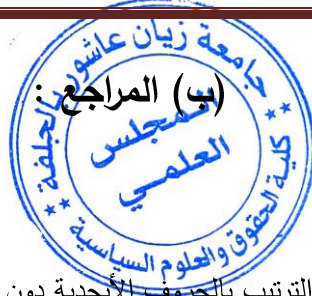 جامعة زيان عاشور بالجلفة
(ب) المراجع :
المجلس
العلمي
كلية الحقوق والعلوم السياسية
الترتيب بالحروف الأبجدية دون